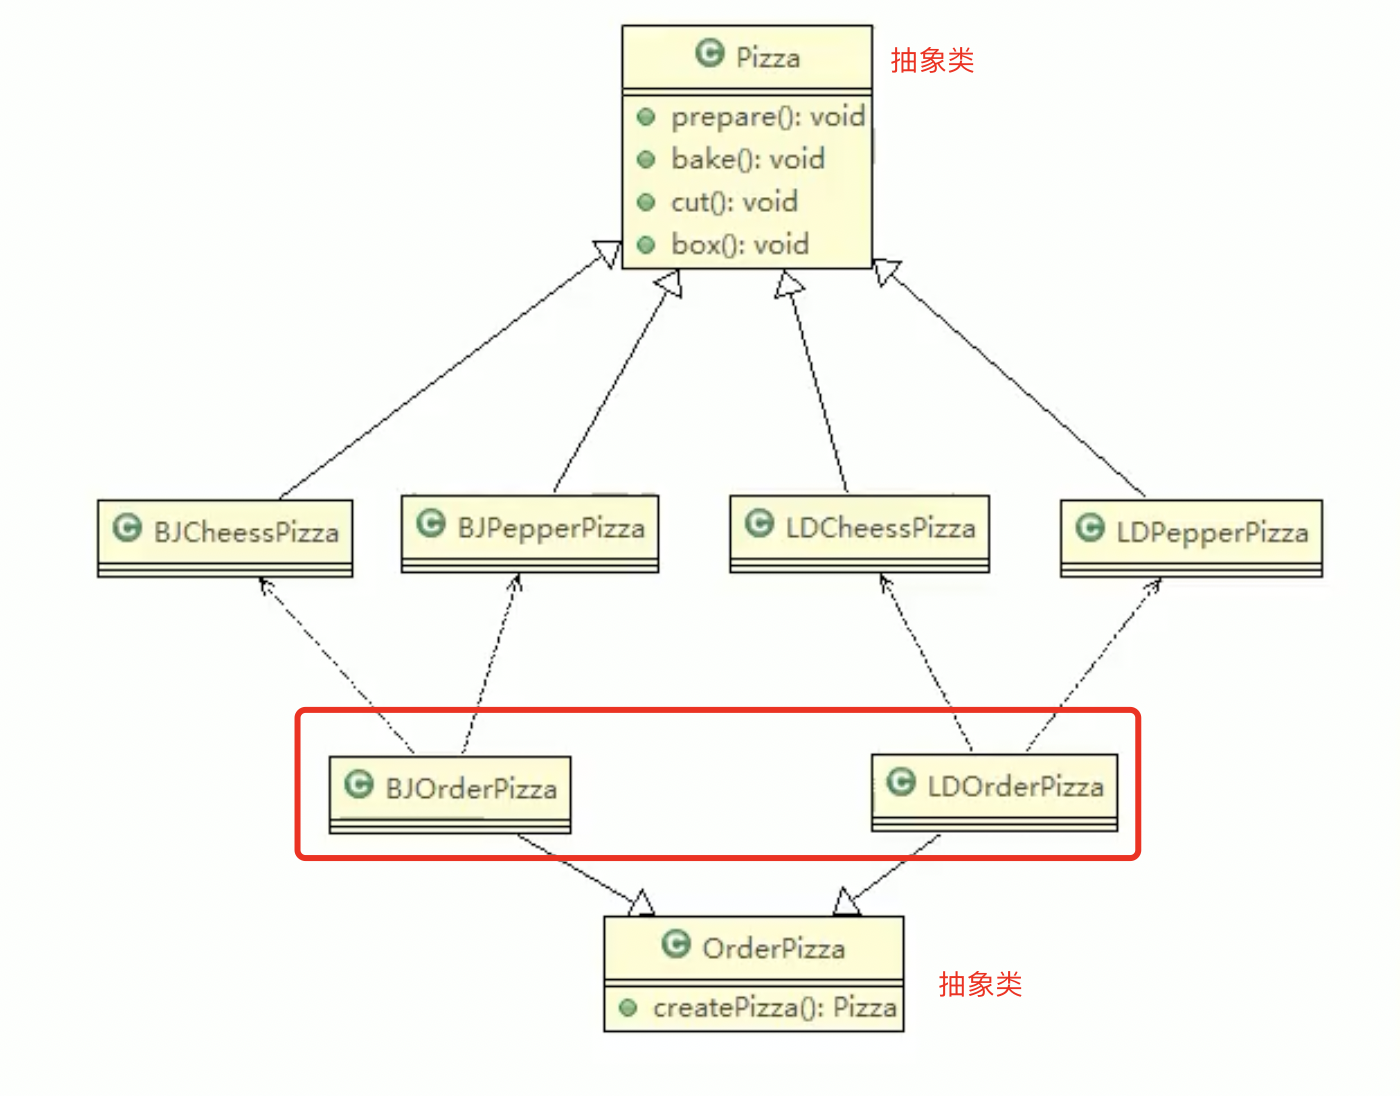 Pizza
抽象类
prepare(): void
bake(): void
cut(): void
box(): void
BJCheessPizza
BJPepperPizza
LDCheessPizza
LDPepperPizza
BJOrderPizza
LDOrderPizza
OrderPizza
抽象类
createPizza(): Pizza